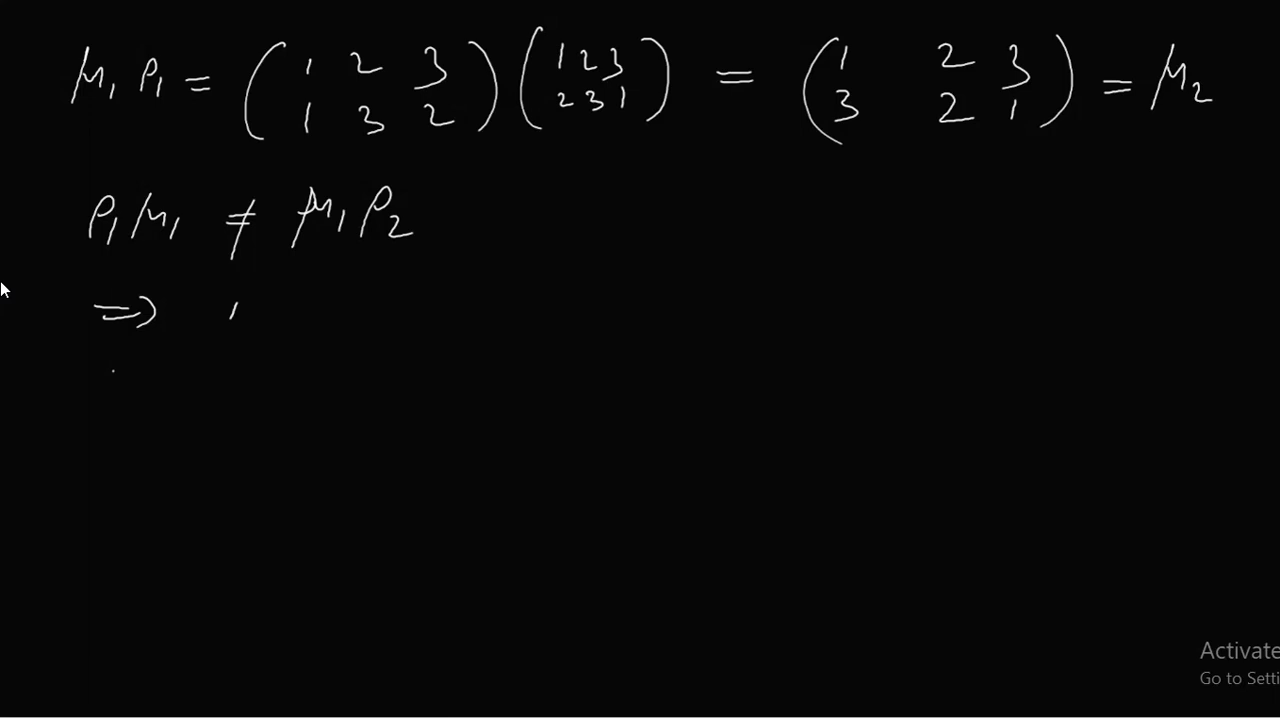 μ₁ ρ₁ = ( 1 2 3 / 1 3 2 ) ( 1 2 3 / 2 3 1 ) = ( 1 2 3 / 3 2 1 ) = μ₂
ρ₁ μ₁ ≠ μ₁ ρ₂
⇒
Activate
Go to Setti